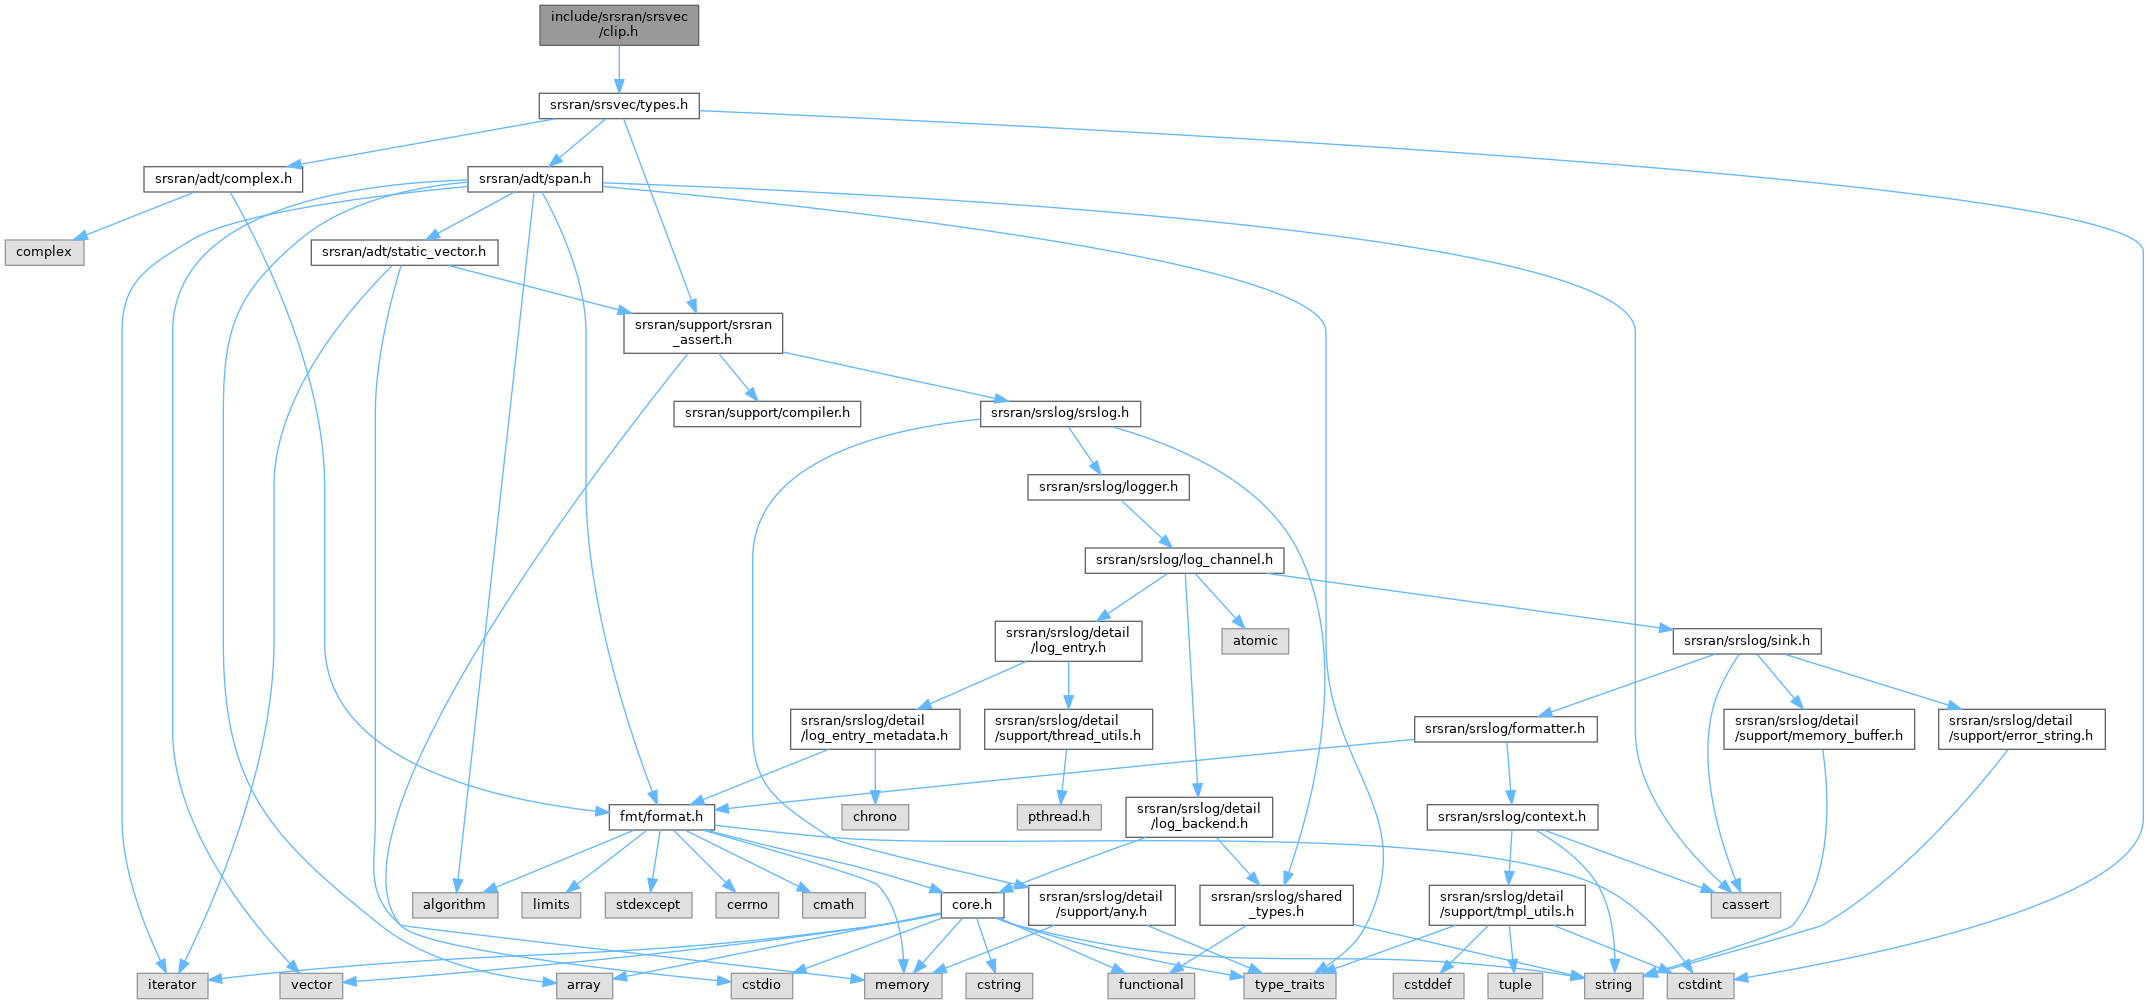 include/srsran/srsvec
/clip.h
srsran/srsvec/types.h
srsran/adt/complex.h
srsran/adt/span.h
complex
srsran/adt/static_vector.h
srsran/support/srsran
_assert.h
srsran/support/compiler.h
srsran/srslog/srslog.h
srsran/srslog/logger.h
srsran/srslog/log_channel.h
srsran/srslog/detail
/log_entry.h
atomic
srsran/srslog/sink.h
srsran/srslog/detail
/log_entry_metadata.h
srsran/srslog/detail
/support/thread_utils.h
srsran/srslog/formatter.h
srsran/srslog/detail
/support/memory_buffer.h
srsran/srslog/detail
/support/error_string.h
fmt/format.h
chrono
pthread.h
srsran/srslog/detail
/log_backend.h
srsran/srslog/context.h
algorithm
limits
stdexcept
cerrno
cmath
core.h
srsran/srslog/detail
/support/any.h
srsran/srslog/shared
_types.h
srsran/srslog/detail
/support/tmpl_utils.h
cassert
iterator
vector
array
cstdio
memory
cstring
functional
type_traits
cstddef
tuple
string
cstdint